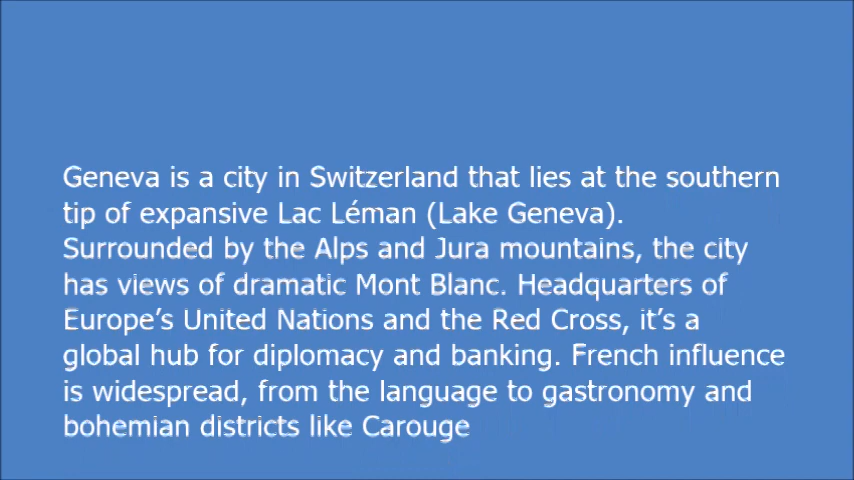 Geneva is a city in Switzerland that lies at the southern
tip of expansive Lac Léman (Lake Geneva).
Surrounded by the Alps and Jura mountains, the city
has views of dramatic Mont Blanc. Headquarters of
Europe’s United Nations and the Red Cross, it’s a
global hub for diplomacy and banking. French influence
is widespread, from the language to gastronomy and
bohemian districts like Carouge